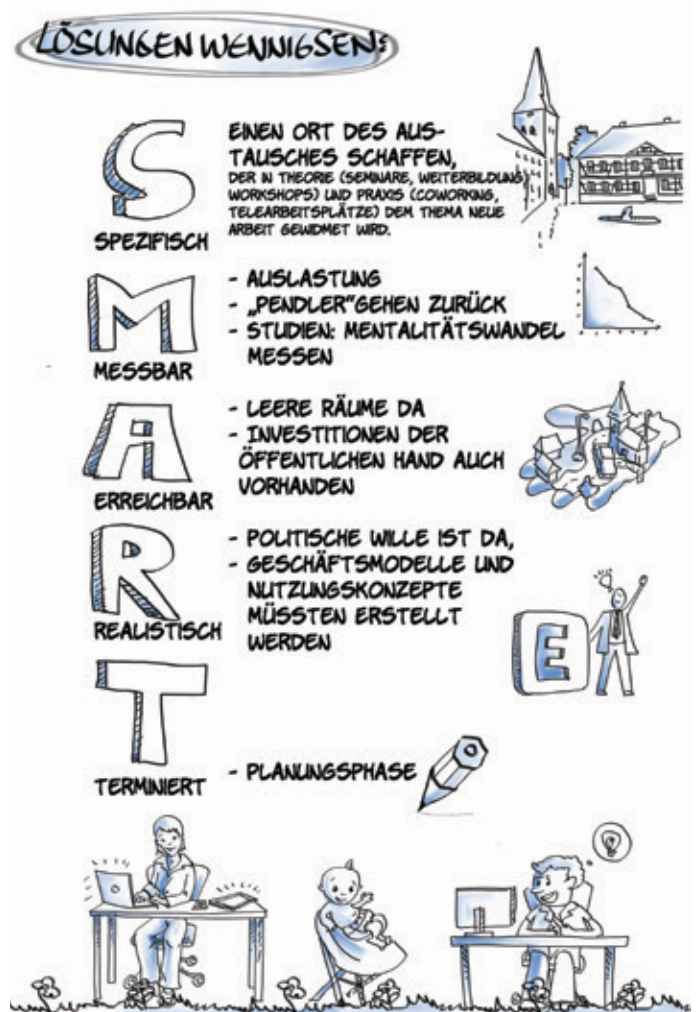 LÖSUNGEN WENNIGSEN:
S
SPEZIFISCH
EINEN ORT DES AUS-
TAUSCHES SCHAFFEN,
DER IN THEORIE (SEMINARE, WEITERBILDUNG,
WORKSHOPS) UND PRAXIS (COWORKING,
TELEARBEITSPLÄTZE) DEM THEMA NEUE
ARBEIT GEWIDMET WIRD.
M
MESSBAR
- AUSLASTUNG
- „PENDLER" GEHEN ZURÜCK
- STUDIEN: MENTALITÄTSWANDEL
MESSEN
A
ERREICHBAR
- LEERE RÄUME DA
- INVESTITIONEN DER
ÖFFENTLICHEN HAND AUCH
VORHANDEN
R
REALISTISCH
- POLITISCHE WILLE IST DA,
- GESCHÄFTSMODELLE UND
NUTZUNGSKONZEPTE
MÜSSTEN ERSTELLT
WERDEN
E
T
TERMINIERT
- PLANUNGSPHASE